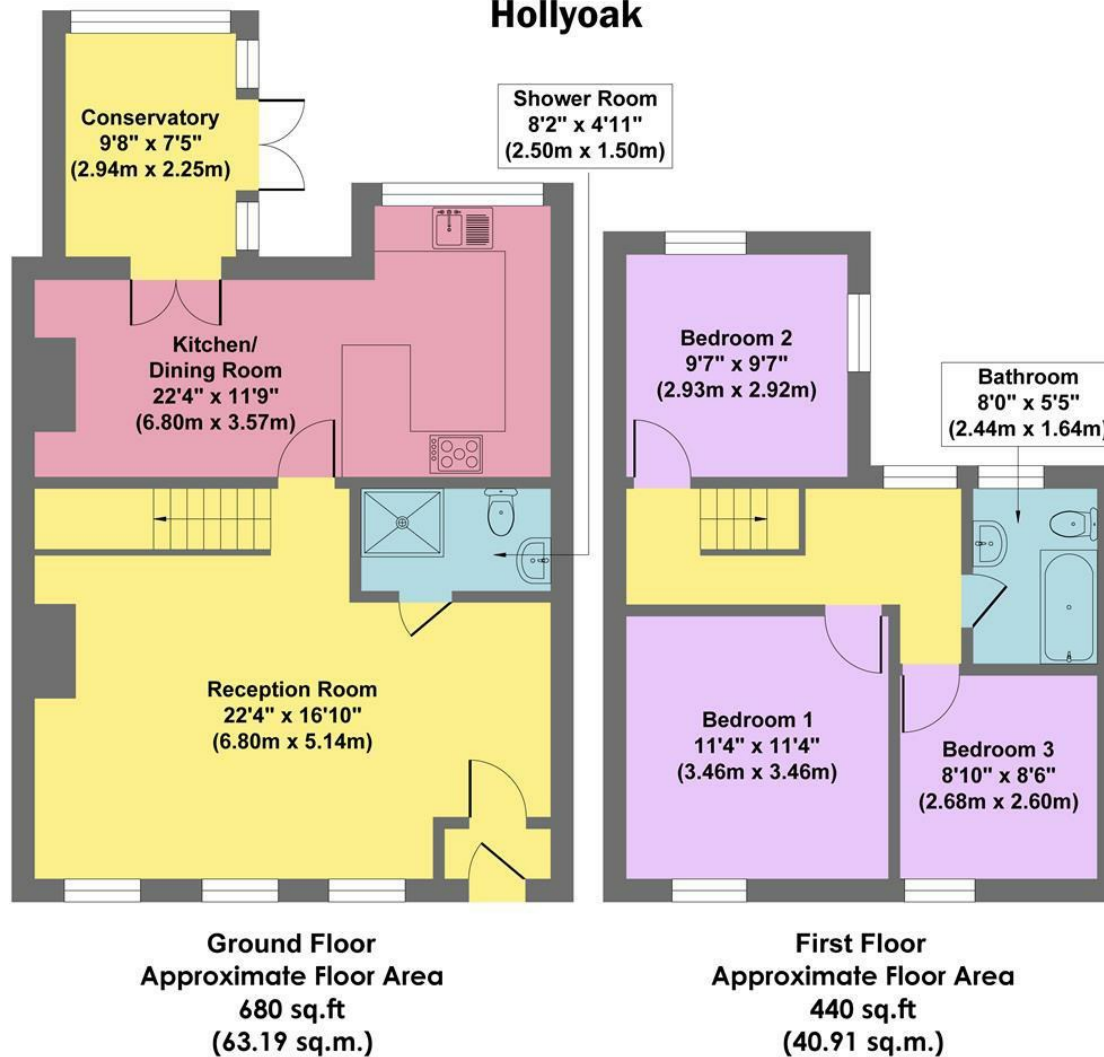 Hollyoak
Conservatory
9'8" x 7'5"
(2.94m x 2.25m)
Shower Room
8'2" x 4'11"
(2.50m x 1.50m)
Kitchen/
Dining Room
22'4" x 11'9"
(6.80m x 3.57m)
Reception Room
22'4" x 16'10"
(6.80m x 5.14m)
Ground Floor
Approximate Floor Area
680 sq.ft
(63.19 sq.m.)
Bedroom 2
9'7" x 9'7"
(2.93m x 2.92m)
Bathroom
8'0" x 5'5"
(2.44m x 1.64m)
Bedroom 1
11'4" x 11'4"
(3.46m x 3.46m)
Bedroom 3
8'10" x 8'6"
(2.68m x 2.60m)
First Floor
Approximate Floor Area
440 sq.ft
(40.91 sq.m.)